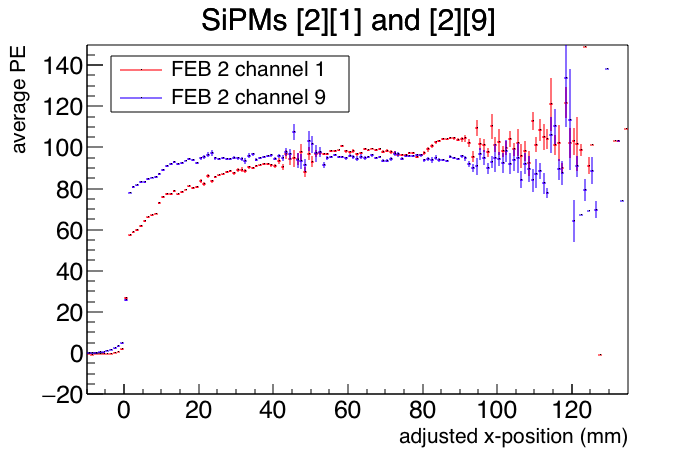 SiPMs [2][1] and [2][9]
average PE
FEB 2 channel 1
FEB 2 channel 9
140
120
100
80
60
40
20
0
−20
0 20 40 60 80 100 120
adjusted x-position (mm)